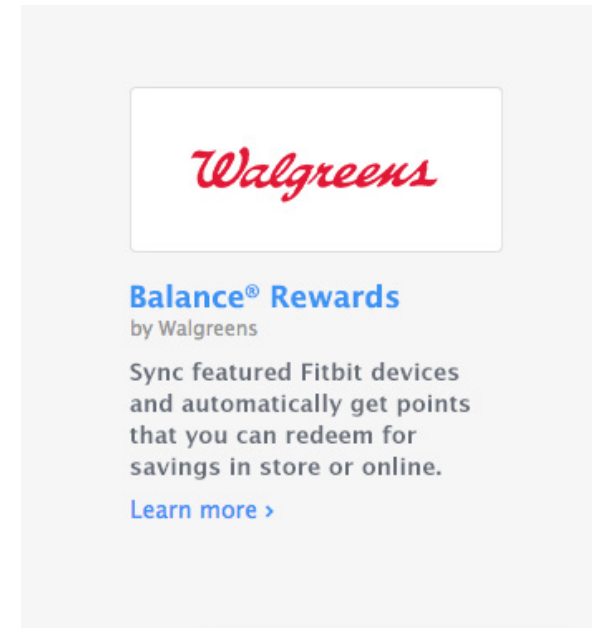 Walgreens
Balance® Rewards
by Walgreens
Sync featured Fitbit devices
and automatically get points
that you can redeem for
savings in store or online.
Learn more ›